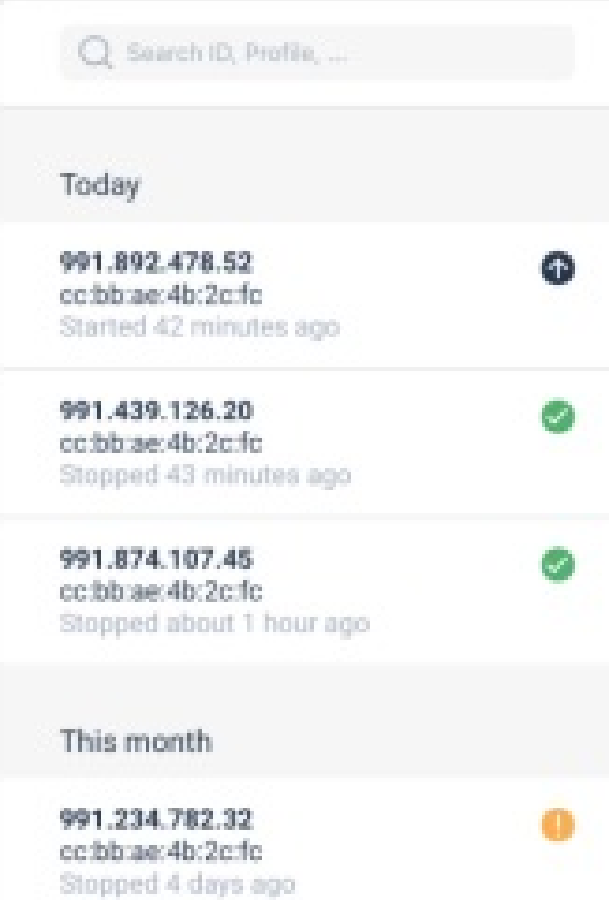 Search ID, Profile, ...
Today
991.892.478.52
cc:bb:ae:4b:2c:fc
Started 42 minutes ago
991.439.126.20
cc:bb:ae:4b:2c:fc
Stopped 43 minutes ago
991.874.107.45
cc:bb:ae:4b:2c:fc
Stopped about 1 hour ago
This month
991.234.782.32
cc:bb:ae:4b:2c:fc
Stopped 4 days ago